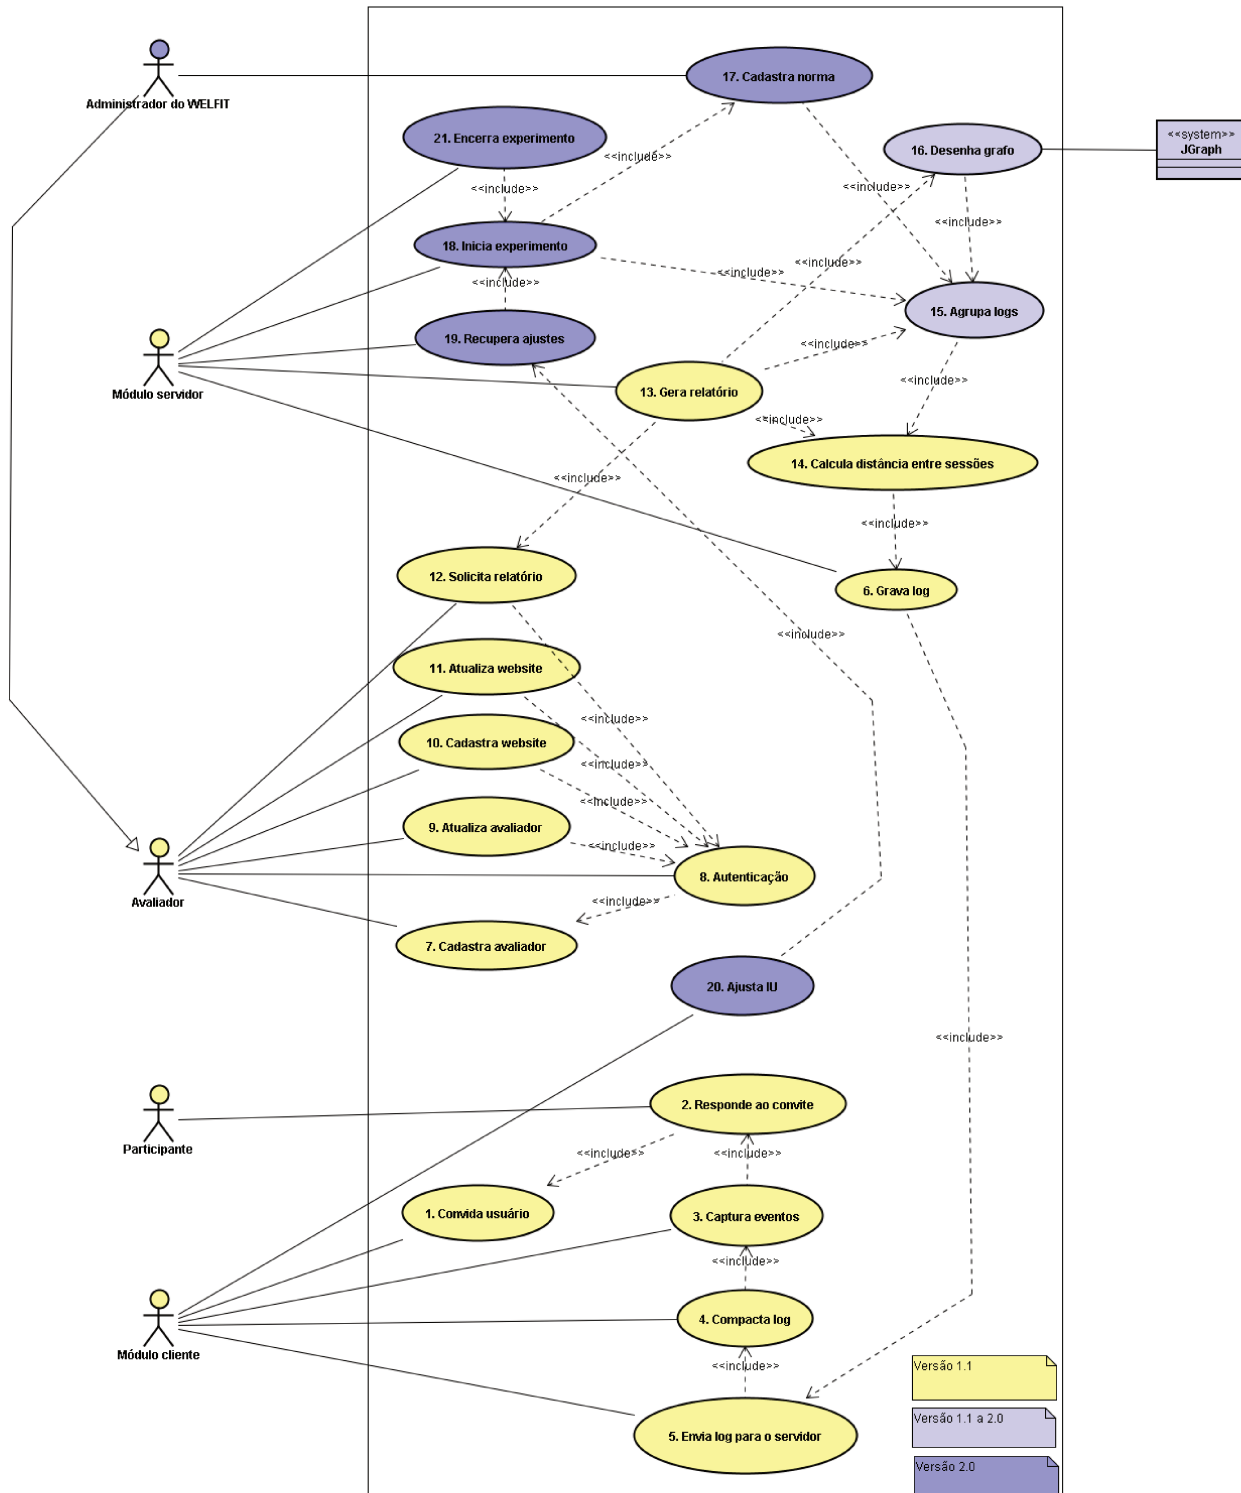 Administrador do WELFIT
17. Cadastra norma
21. Encerra experimento
<<include>>
16. Desenha grafo
<<system>>
JGraph
<<include>>
<<include>>
<<include>>
18. Inicia experimento
<<include>>
<<include>>
<<include>>
<<include>>
15. Agrupa logs
19. Recupera ajustes
<<include>>
Módulo servidor
13. Gera relatório
<<include>>
<<include>>
14. Calcula distância entre sessões
<<include>>
<<include>>
12. Solicita relatório
6. Grava log
<<include>>
11. Atualiza website
<<include>>
10. Cadastra website
<<include>>
<<include>>
9. Atualiza avaliador
<<include>>
8. Autenticação
Avaliador
<<include>>
7. Cadastra avaliador
20. Ajusta IU
<<include>>
2. Responde ao convite
Participante
<<include>>
<<include>>
1. Convida usuário
3. Captura eventos
<<include>>
4. Compacta log
Módulo cliente
<<include>>
Versão 1.1
Versão 1.1 a 2.0
5. Envia log para o servidor
Versão 2.0